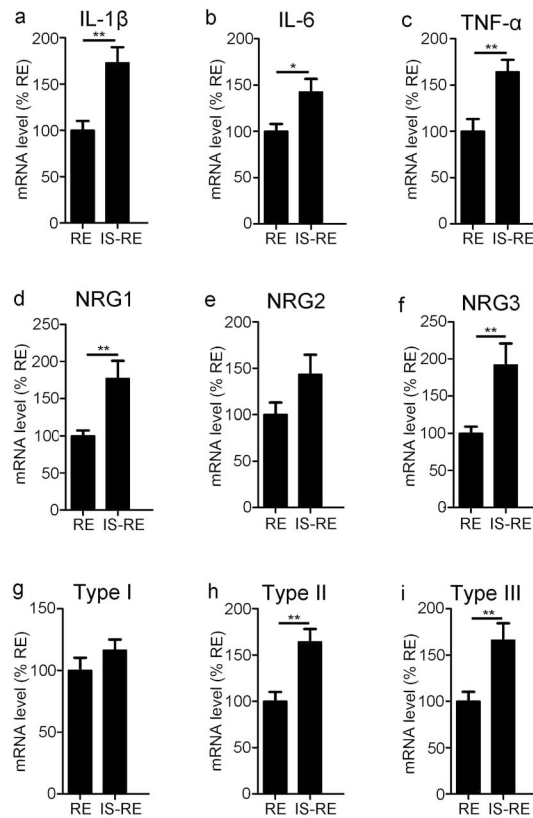 a IL-1β
**
mRNA level (% RE)
200
150
100
50
0
RE IS-RE
b IL-6
*
mRNA level (% RE)
200
150
100
50
0
RE IS-RE
c TNF-α
**
mRNA level (% RE)
200
150
100
50
0
RE IS-RE
d NRG1
**
mRNA level (% RE)
250
200
150
100
50
0
RE IS-RE
e NRG2
mRNA level (% RE)
200
150
100
50
0
RE IS-RE
f NRG3
**
mRNA level (% RE)
250
200
150
100
50
0
RE IS-RE
g Type I
mRNA level (% RE)
150
100
50
0
RE IS-RE
h Type II
**
mRNA level (% RE)
200
150
100
50
0
RE IS-RE
i Type III
**
mRNA level (% RE)
200
150
100
50
0
RE IS-RE